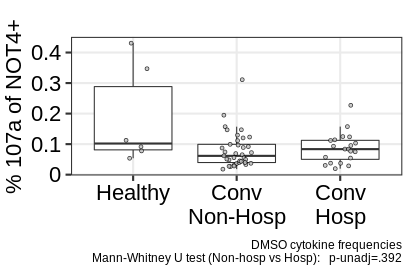 % 107a of NOT4+
0.4
0.3
0.2
0.1
0
Healthy
Conv
Non-Hosp
Conv
Hosp
DMSO cytokine frequencies
Mann-Whitney U test (Non-hosp vs Hosp):  p-unadj=.392